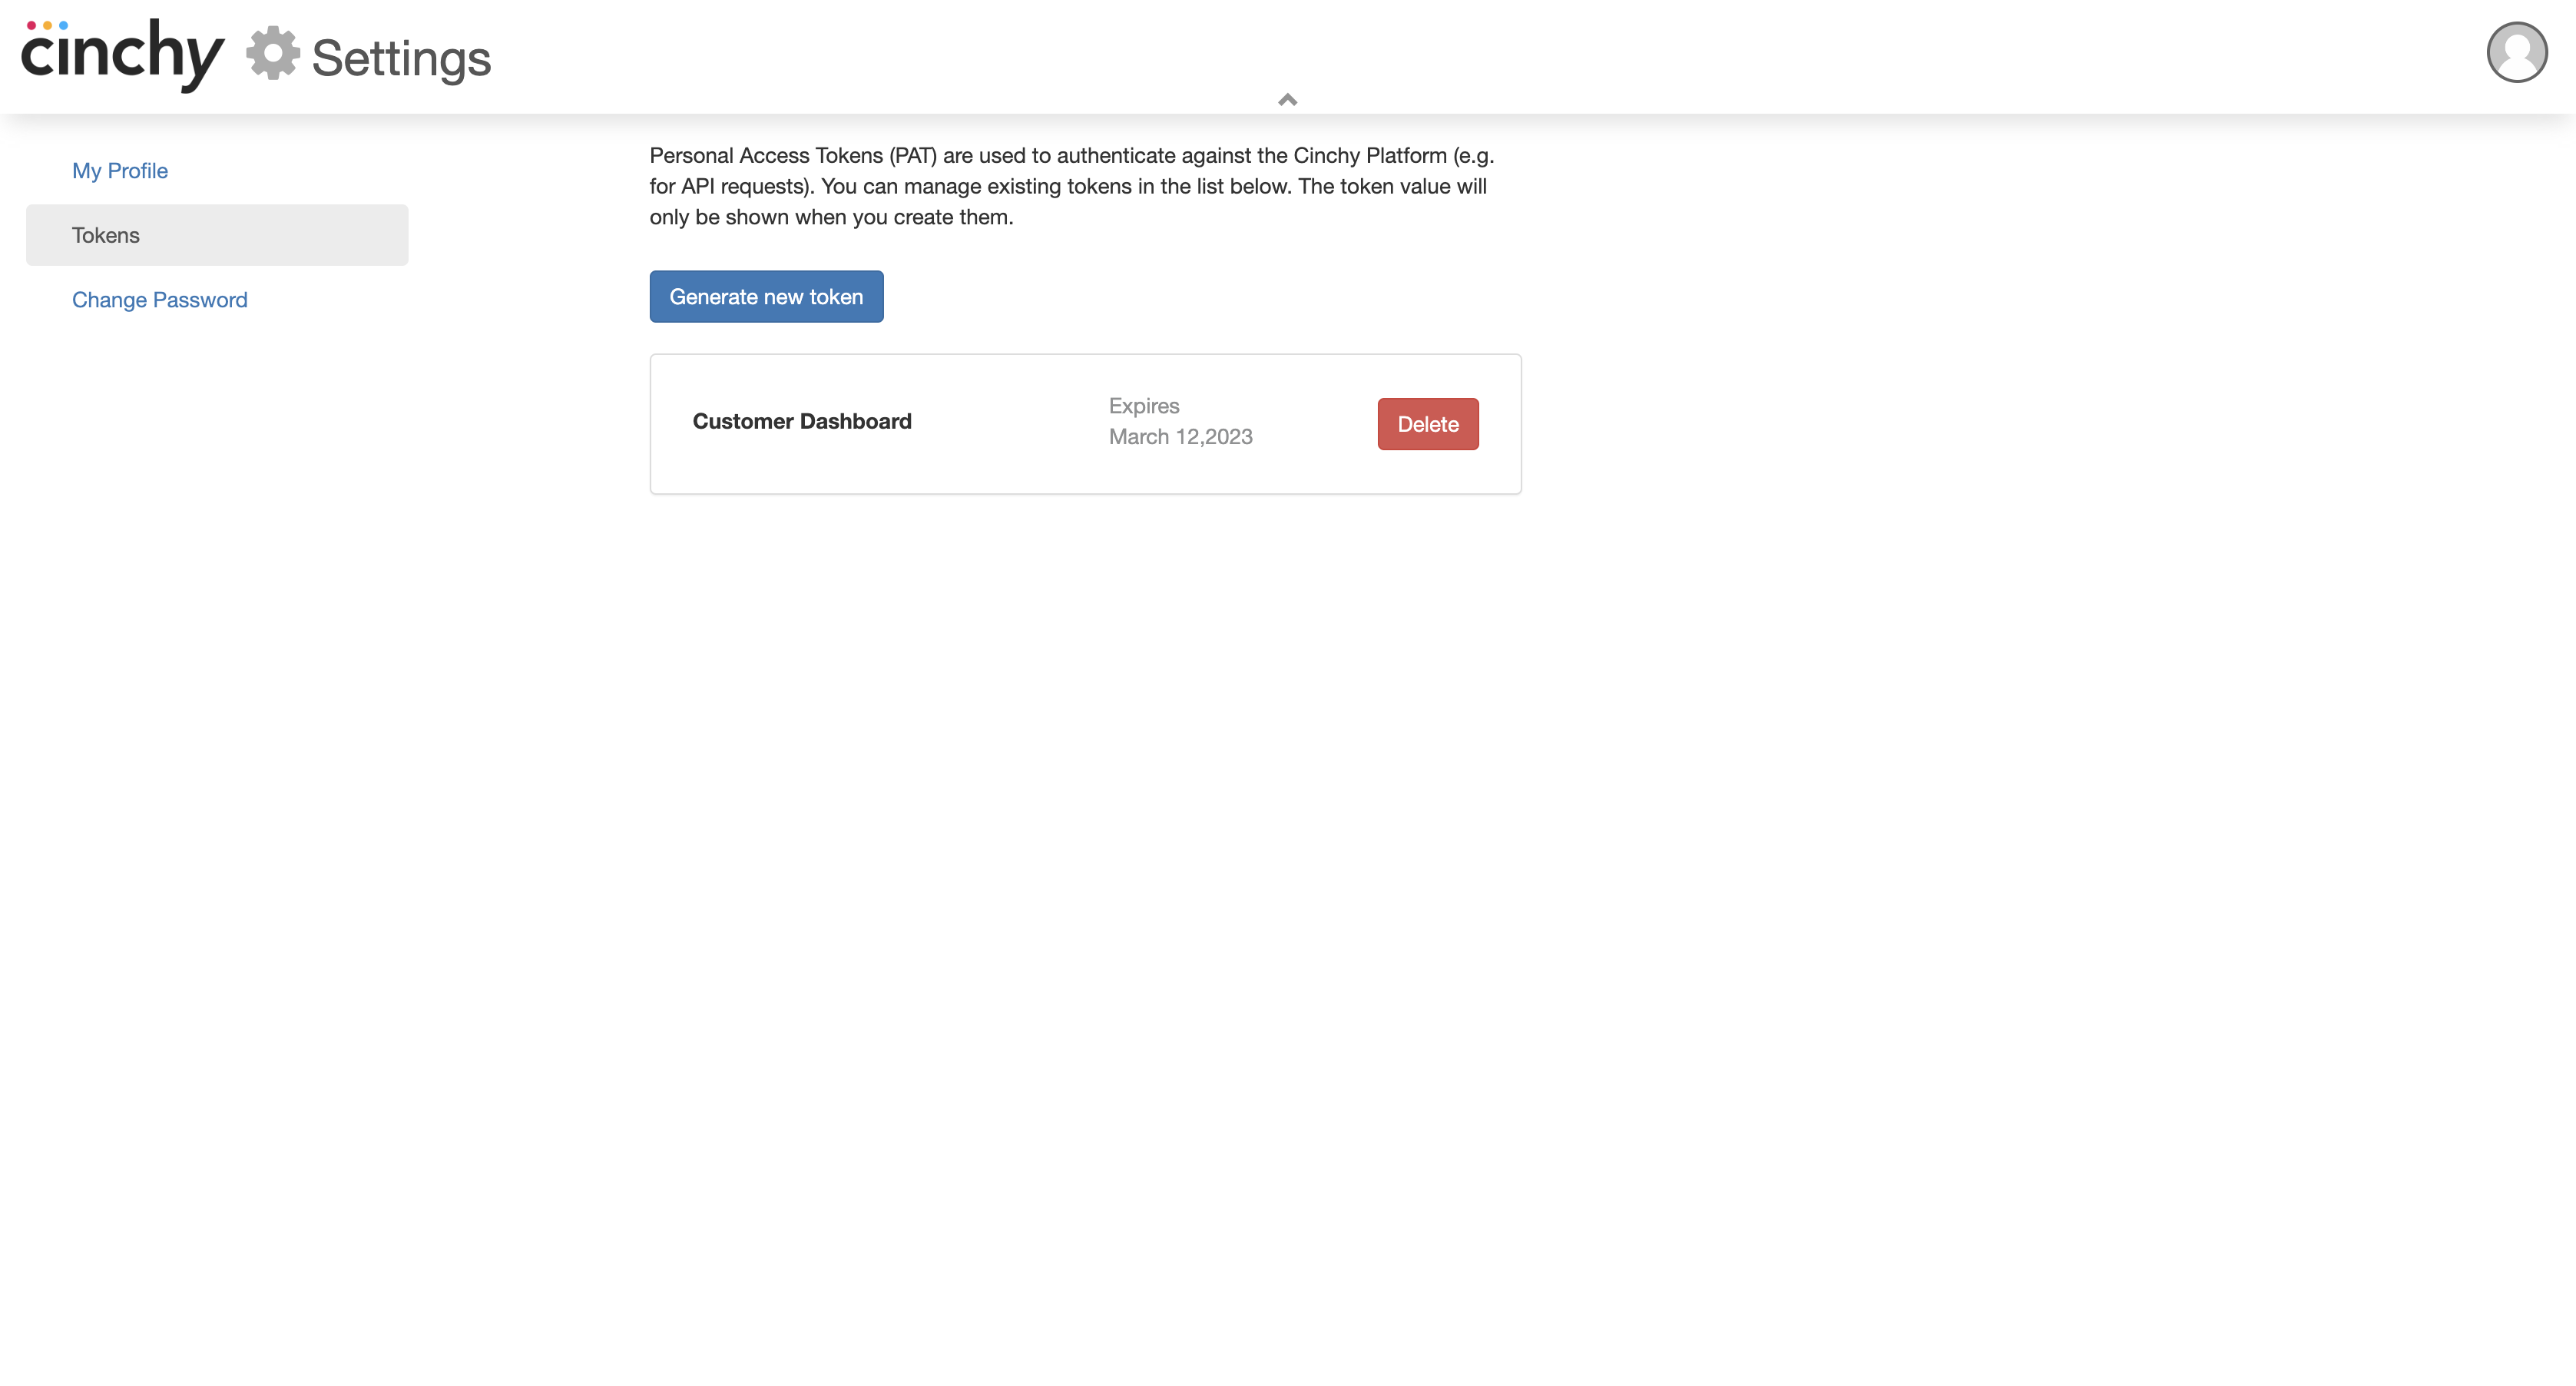 cinchy Settings
My Profile
Tokens
Change Password
Personal Access Tokens (PAT) are used to authenticate against the Cinchy Platform (e.g.
for API requests). You can manage existing tokens in the list below. The token value will
only be shown when you create them.
Generate new token
Customer Dashboard
Expires
March 12,2023
Delete